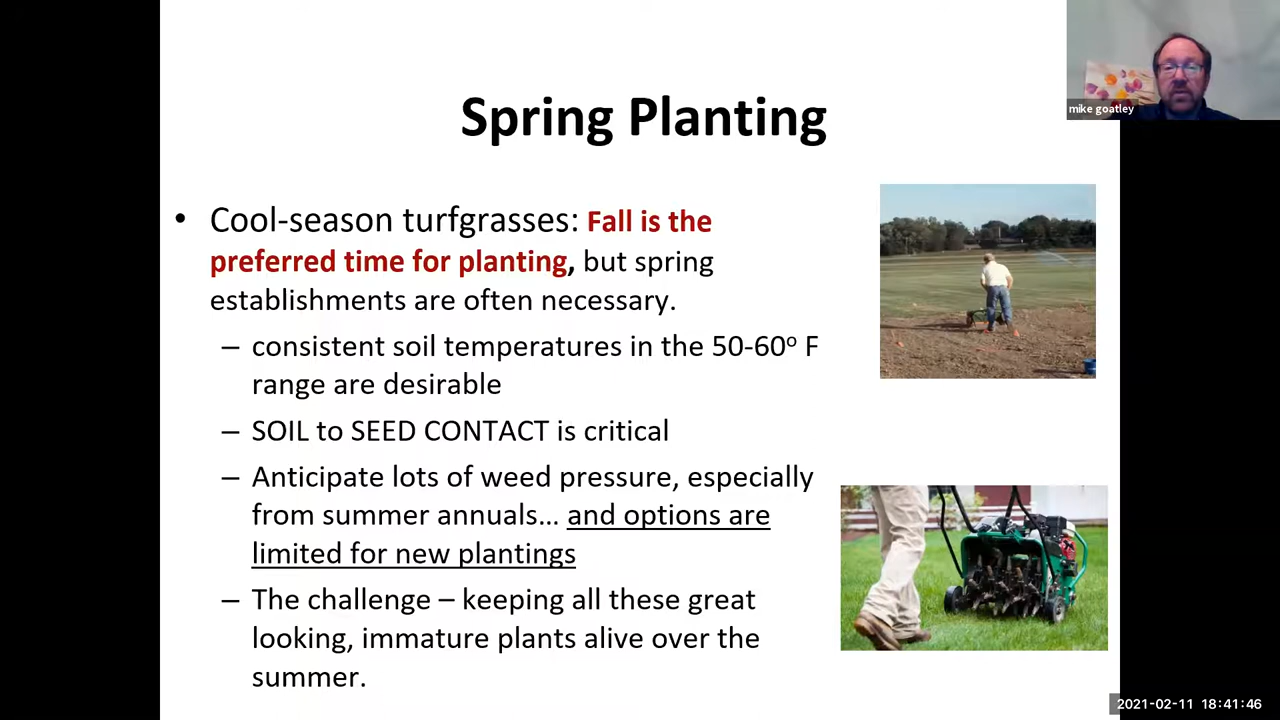 Spring Planting
mike goatley
• Cool-season turfgrasses: Fall is the
preferred time for planting, but spring
establishments are often necessary.
– consistent soil temperatures in the 50-60º F
range are desirable
– SOIL to SEED CONTACT is critical
– Anticipate lots of weed pressure, especially
from summer annuals… and options are
limited for new plantings
– The challenge – keeping all these great
looking, immature plants alive over the
summer.
2021-02-11 18:41:46